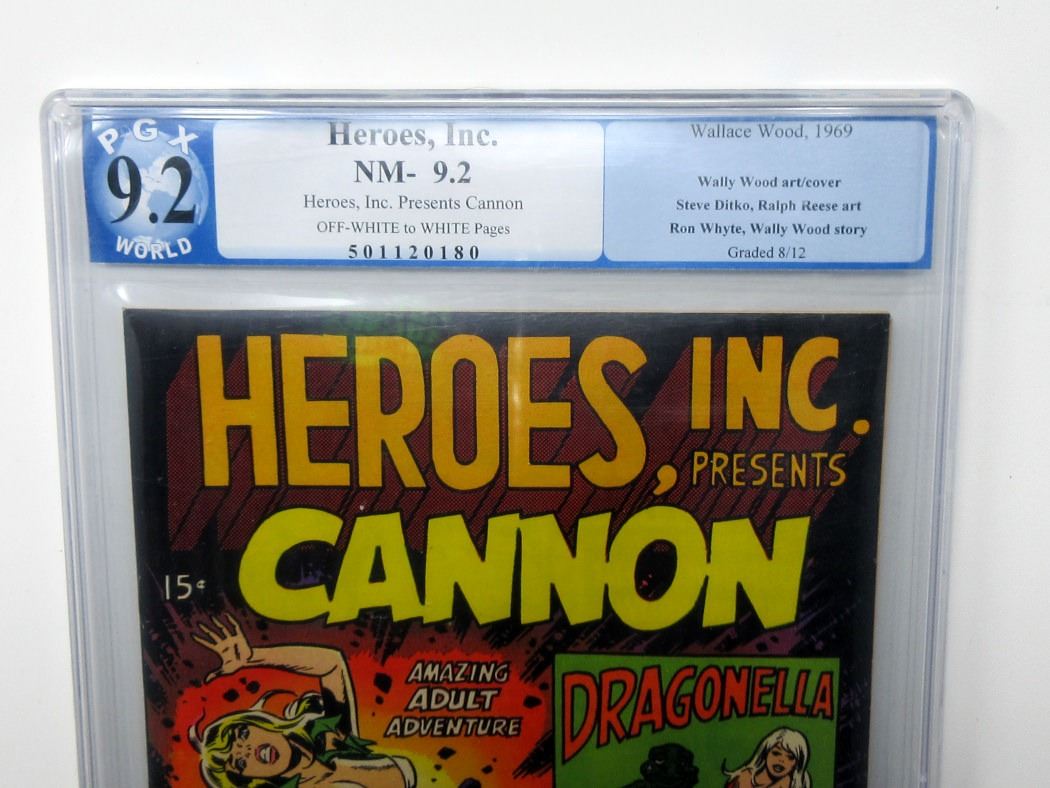 PGX
9.2
WORLD
Heroes, Inc.
NM- 9.2
Heroes, Inc. Presents Cannon
OFF-WHITE to WHITE Pages
501120180
Wallace Wood, 1969
Wally Wood art/cover
Steve Ditko, Ralph Reese art
Ron Whyte, Wally Wood story
Graded 8/12
HEROES, INC.
PRESENTS
CANNON
15¢
AMAZING
ADULT
ADVENTURE
DRAGONELLA